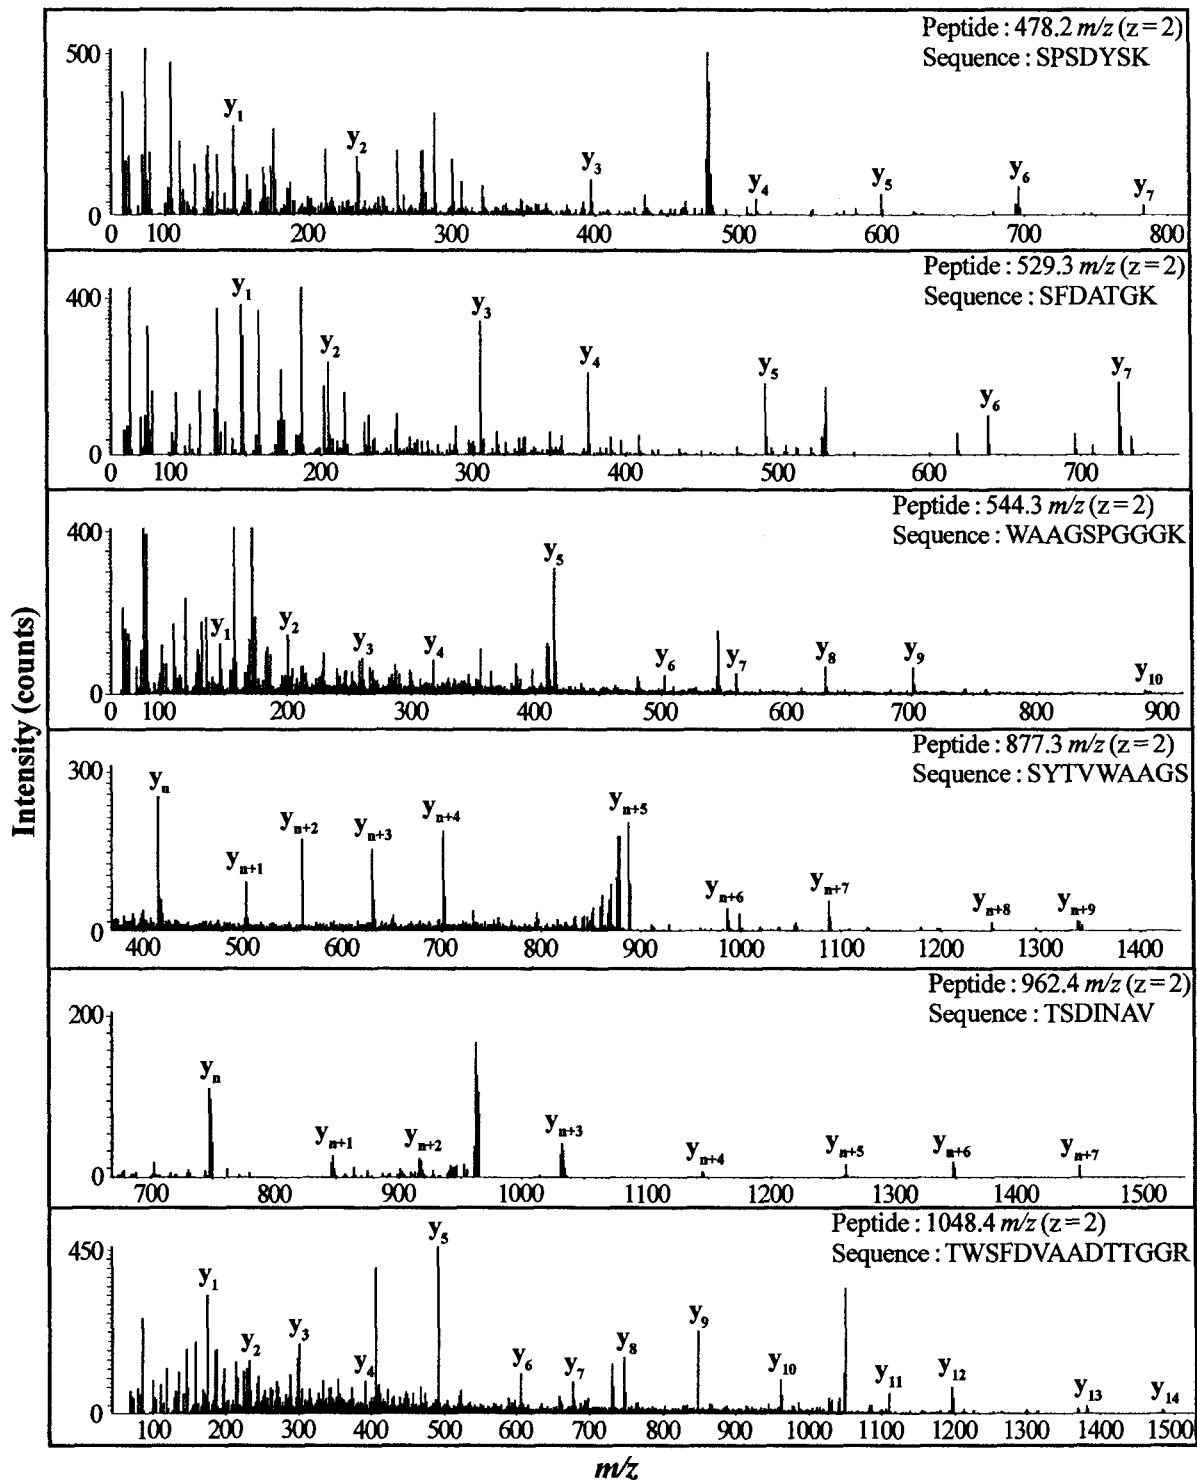 Peptide : 478.2 m/z (z=2)
Sequence : SPSDYSK
500
y1 y2 y3 y4 y5 y6 y7
0
0 100 200 300 400 500 600 700 800
Peptide : 529.3 m/z (z=2)
Sequence : SFDATGK
400
y1 y2 y3 y4 y5 y6 y7
0
0 100 200 300 400 500 600 700
Peptide : 544.3 m/z (z=2)
Sequence : WAAGSPGGGK
400
y1 y2 y3 y4 y5 y6 y7 y8 y9 y10
0
0 100 200 300 400 500 600 700 800 900
Intensity (counts)
Peptide : 877.3 m/z (z=2)
Sequence : SYTVWAAGS
300
yn yn+1 yn+2 yn+3 yn+4 yn+5 yn+6 yn+7 yn+8 yn+9
0
400 500 600 700 800 900 1000 1100 1200 1300 1400
Peptide : 962.4 m/z (z=2)
Sequence : TSDINAV
200
yn yn+1 yn+2 yn+3 yn+4 yn+5 yn+6 yn+7
0
700 800 900 1000 1100 1200 1300 1400 1500
Peptide : 1048.4 m/z (z=2)
Sequence : TWSFDVAADTTGGR
450
y1 y2 y3 y4 y5 y6 y7 y8 y9 y10 y11 y12 y13 y14
0
100 200 300 400 500 600 700 800 900 1000 1100 1200 1300 1400 1500
m/z